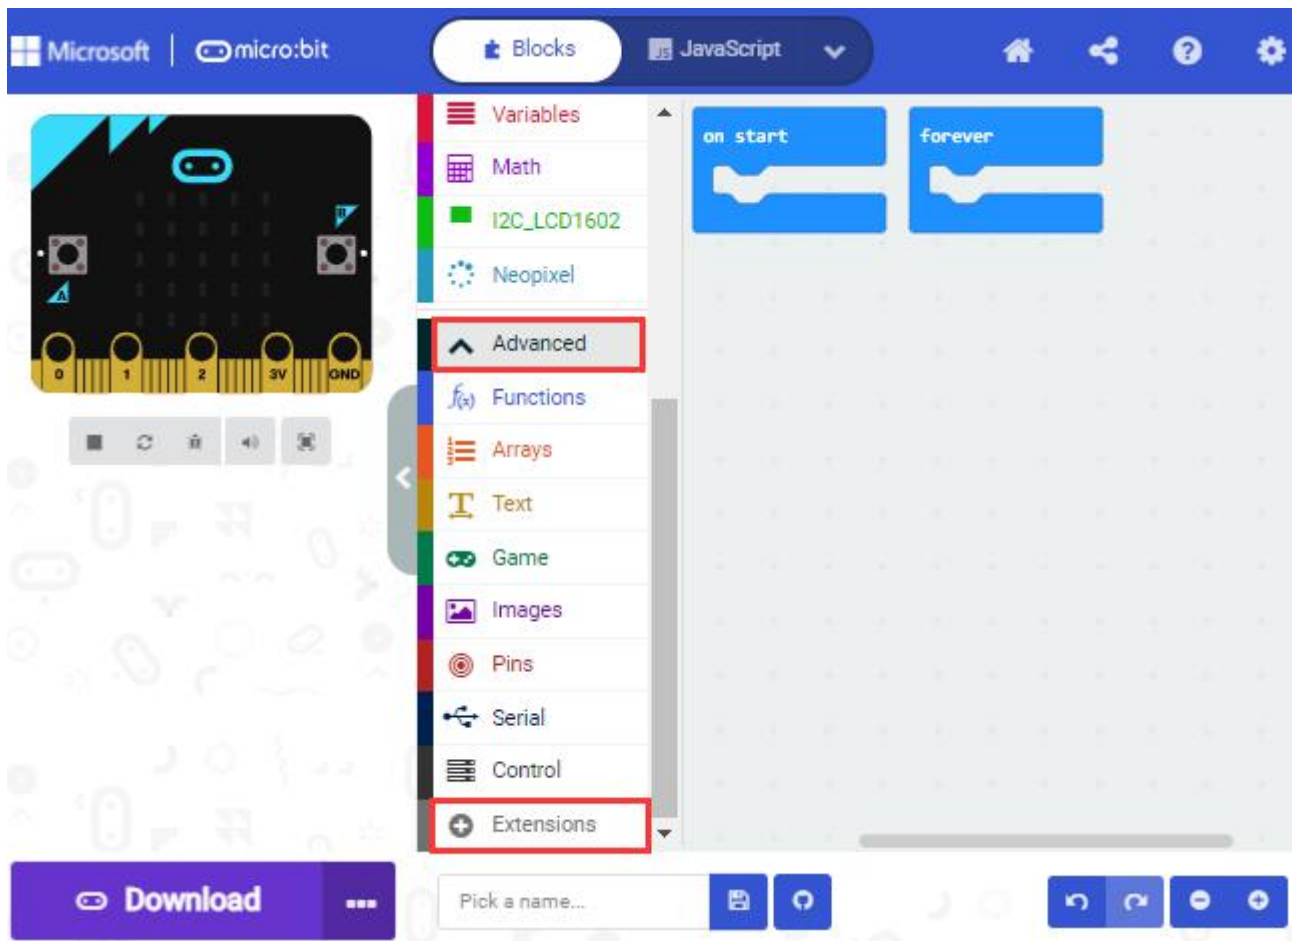 Microsoft | micro:bit
Blocks
JS JavaScript
Variables
Math
I2C_LCD1602
Neopixel
Advanced
f(x) Functions
Arrays
Text
Game
Images
Pins
Serial
Control
Extensions
on start
forever
B
A
0 1 2 3V GND
Download
Pick a name...